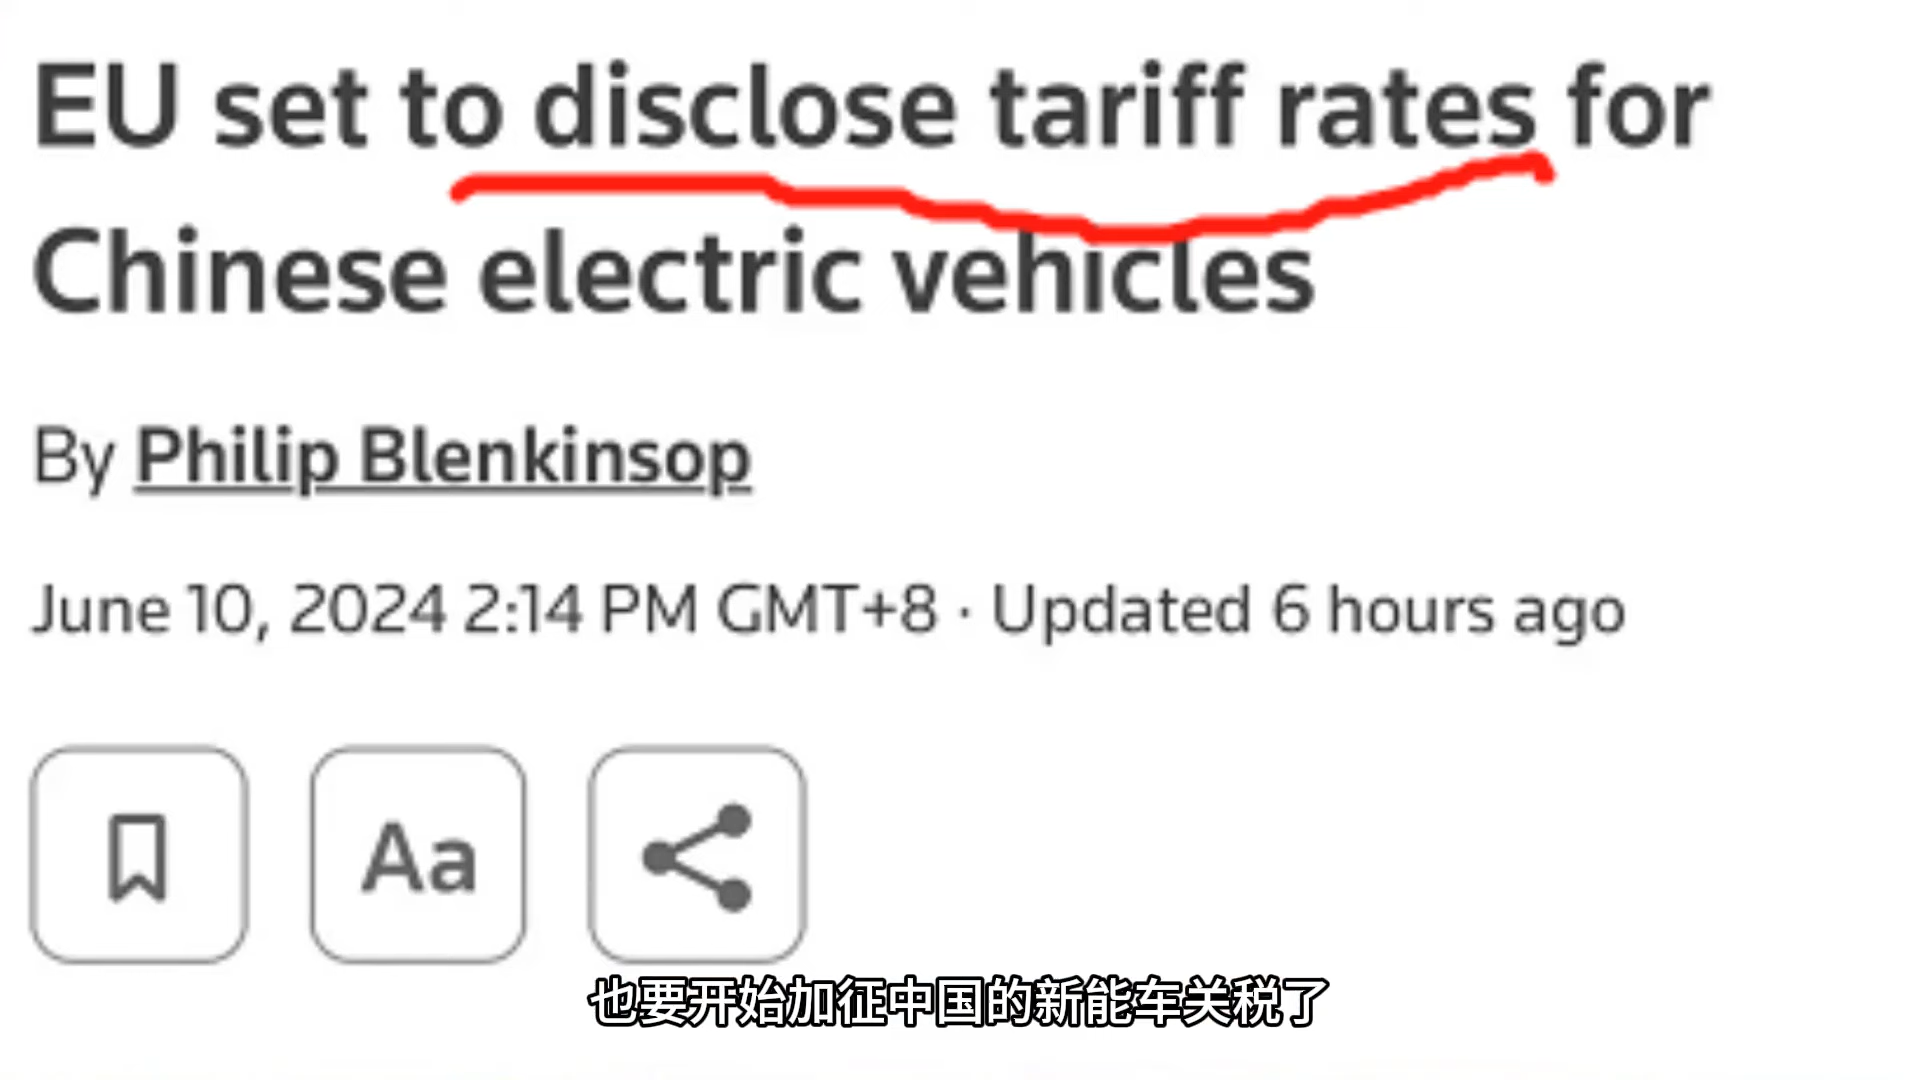 EU set to disclose tariff rates for
Chinese electric vehicles
By Philip Blenkinsop
June 10, 2024 2:14 PM GMT+8 · Updated 6 hours ago
Aa
也要开始加征中国的新能车关税了